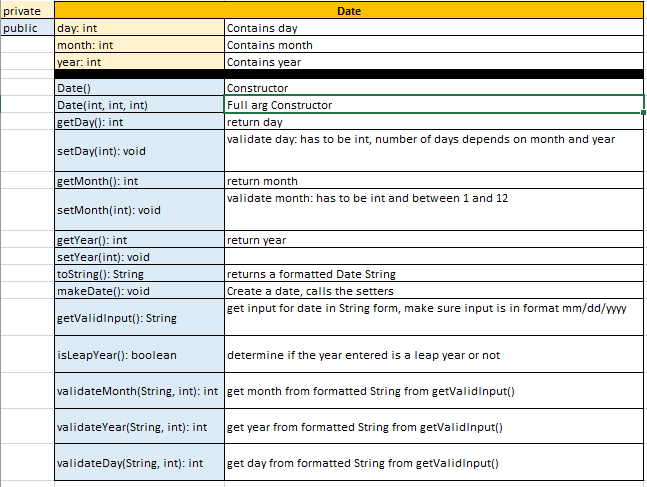 private Date
public day: int Contains day
month: int Contains month
year: int Contains year
Date() Constructor
Date(int, int, int) Full arg Constructor
getDay(): int return day
setDay(int): void validate day: has to be int, number of days depends on month and year
getMonth(): int return month
setMonth(int): void validate month: has to be int and between 1 and 12
getYear(): int return year
setYear(int): void
toString(): String returns a formatted Date String
makeDate(): void Create a date, calls the setters
getValidInput(): String get input for date in String form, make sure input is in format mm/dd/yyyy
isLeapYear(): boolean determine if the year entered is a leap year or not
validateMonth(String, int): int get month from formatted String from getValidInput()
validateYear(String, int): int get year from formatted String from getValidInput()
validateDay(String, int): int get day from formatted String from getValidInput()